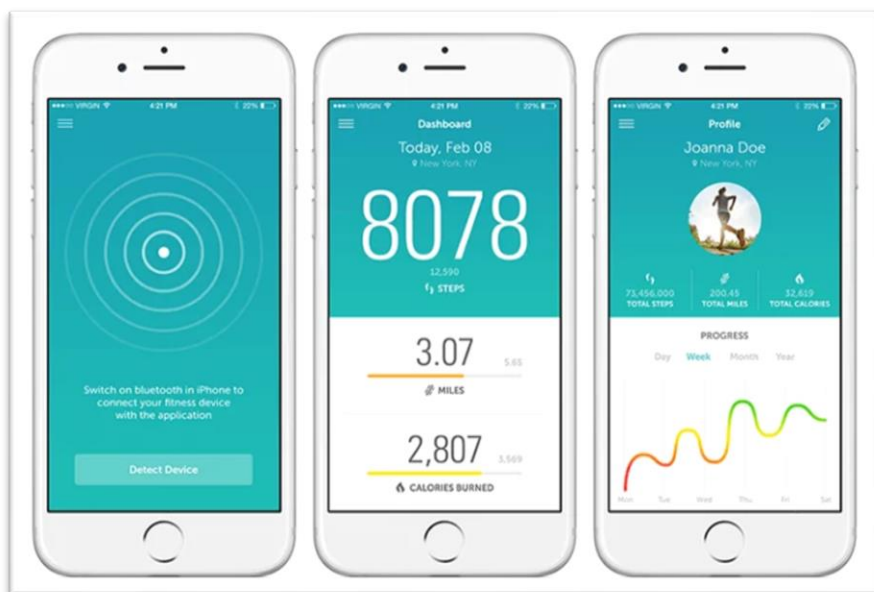 VIRGIN
4:21 PM
22%
Switch on bluetooth in iPhone to
connect your fitness device
with the application
Detect Device
VIRGIN
4:21 PM
22%
Dashboard
Today, Feb 08
New York, NY
8078
12,590
STEPS
3.07
5.65
MILES
2,807
3,569
CALORIES BURNED
VIRGIN
4:21 PM
22%
Profile
Joanna Doe
New York, NY
73,456,000
TOTAL STEPS
200.45
TOTAL MILES
32,619
TOTAL CALORIES
PROGRESS
Day Week Month Year
Mon Tue Wed Thu Fri Sat